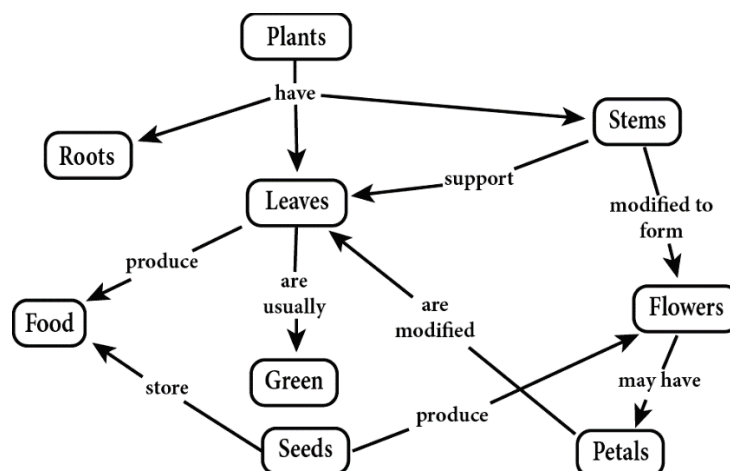 Plants
have
Roots
Stems
support
Leaves
modified to
form
produce
are
usually
are
modified
Food
Flowers
Green
store
produce
may have
Seeds
Petals